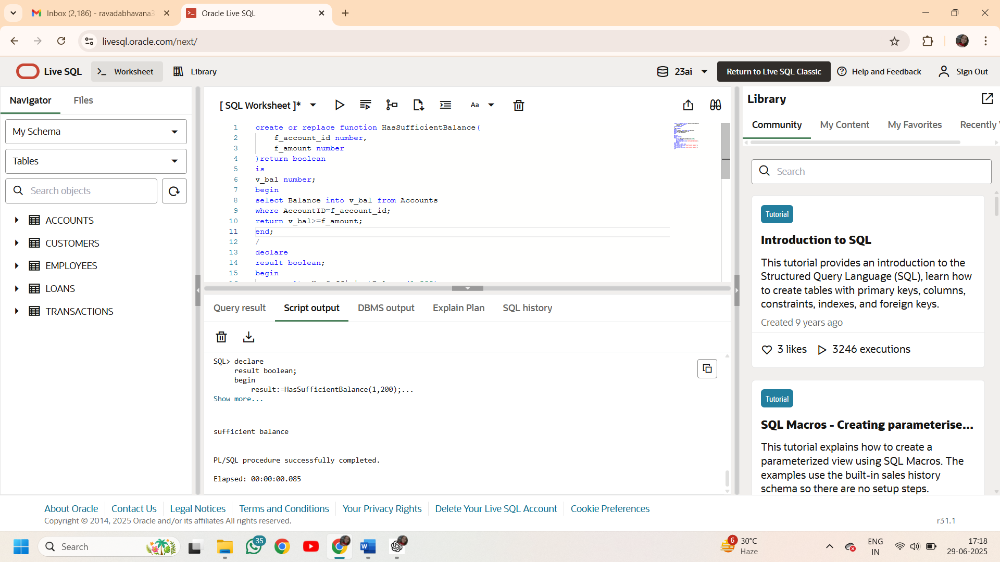 Inbox (2,186) - ravadabhavana3
Oracle Live SQL
livesql.oracle.com/next/
Live SQL
Worksheet
Library
23ai
Return to Live SQL Classic
Help and Feedback
Sign Out
Navigator
Files
My Schema
Tables
Search objects
ACCOUNTS
CUSTOMERS
EMPLOYEES
LOANS
TRANSACTIONS
[ SQL Worksheet ]*
Aa
1 create or replace function HasSufficientBalance(
2 f_account_id number,
3 f_amount number
4 )return boolean
5 is
6 v_bal number;
7 begin
8 select Balance into v_bal from Accounts
9 where AccountID=f_account_id;
10 return v_bal>=f_amount;
11 end;
12 /
13 declare
14 result boolean;
15 begin
Query result
Script output
DBMS output
Explain Plan
SQL history
SQL> declare
result boolean;
begin
result:=HasSufficientBalance(1,200);...
Show more...
sufficient balance
PL/SQL procedure successfully completed.
Elapsed: 00:00:00.085
Library
Community
My Content
My Favorites
Recently
Search
Tutorial
Introduction to SQL
This tutorial provides an introduction to the
Structured Query Language (SQL), learn how
to create tables with primary keys, columns,
constraints, indexes, and foreign keys.
Created 9 years ago
3 likes
3246 executions
Tutorial
SQL Macros - Creating parameterise...
This tutorial explains how to create a
parameterized view using SQL Macros. The
examples use the built-in sales history
schema so there are no setup steps.
About Oracle
Contact Us
Legal Notices
Terms and Conditions
Your Privacy Rights
Delete Your Live SQL Account
Cookie Preferences
Copyright © 2014, 2025 Oracle and/or its affiliates All rights reserved.
r31.1
Search
35
6
30°C
Haze
ENG
IN
17:18
29-06-2025